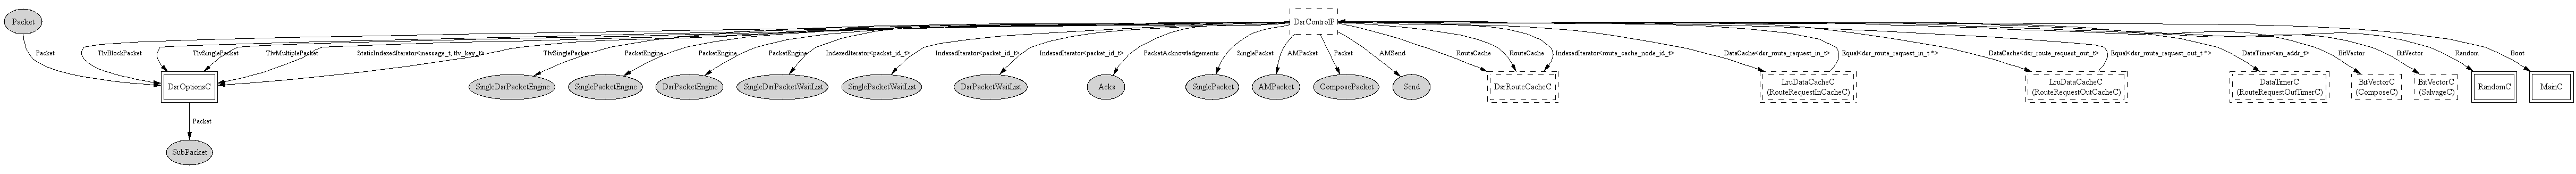 Packet
DsrControlP
Packet
TlvBlockPacket
TlvSinglePacket
TlvMultiplePacket
StaticIndexedIterator<message_t, tlv_key_t>
TlvSinglePacket
PacketEngine
PacketEngine
PacketEngine
IndexedIterator<packet_id_t>
IndexedIterator<packet_id_t>
IndexedIterator<packet_id_t>
PacketAcknowledgements
SinglePacket
AMPacket
Packet
AMSend
RouteCache
RouteCache
IndexedIterator<route_cache_node_id_t>
DataCache<dsr_route_request_in_t>
Equal<dsr_route_request_in_t *>
DataCache<dsr_route_request_out_t>
Equal<dsr_route_request_out_t *>
DataTimer<am_addr_t>
BitVector
BitVector
Random
Boot
DsrOptionsC
SingleDsrPacketEngine
SinglePacketEngine
DsrPacketEngine
SingleDsrPacketWaitList
SinglePacketWaitList
DsrPacketWaitList
Acks
SinglePacket
AMPacket
ComposePacket
Send
DsrRouteCacheC
LruDataCacheC
(RouteRequestInCacheC)
LruDataCacheC
(RouteRequestOutCacheC)
DataTimerC
(RouteRequestOutTimerC)
BitVectorC
(ComposeC)
BitVectorC
(SalvageC)
RandomC
MainC
Packet
SubPacket